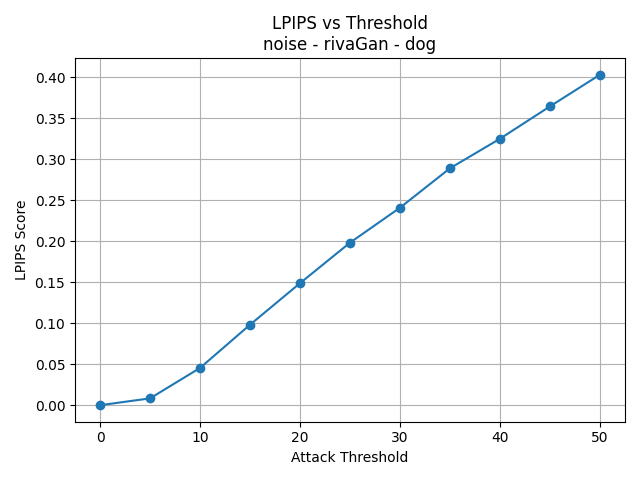 LPIPS vs Threshold
noise - rivaGan - dog
0.40
0.35
0.30
0.25
0.20
0.15
0.10
0.05
0.00
LPIPS Score
0 10 20 30 40 50
Attack Threshold